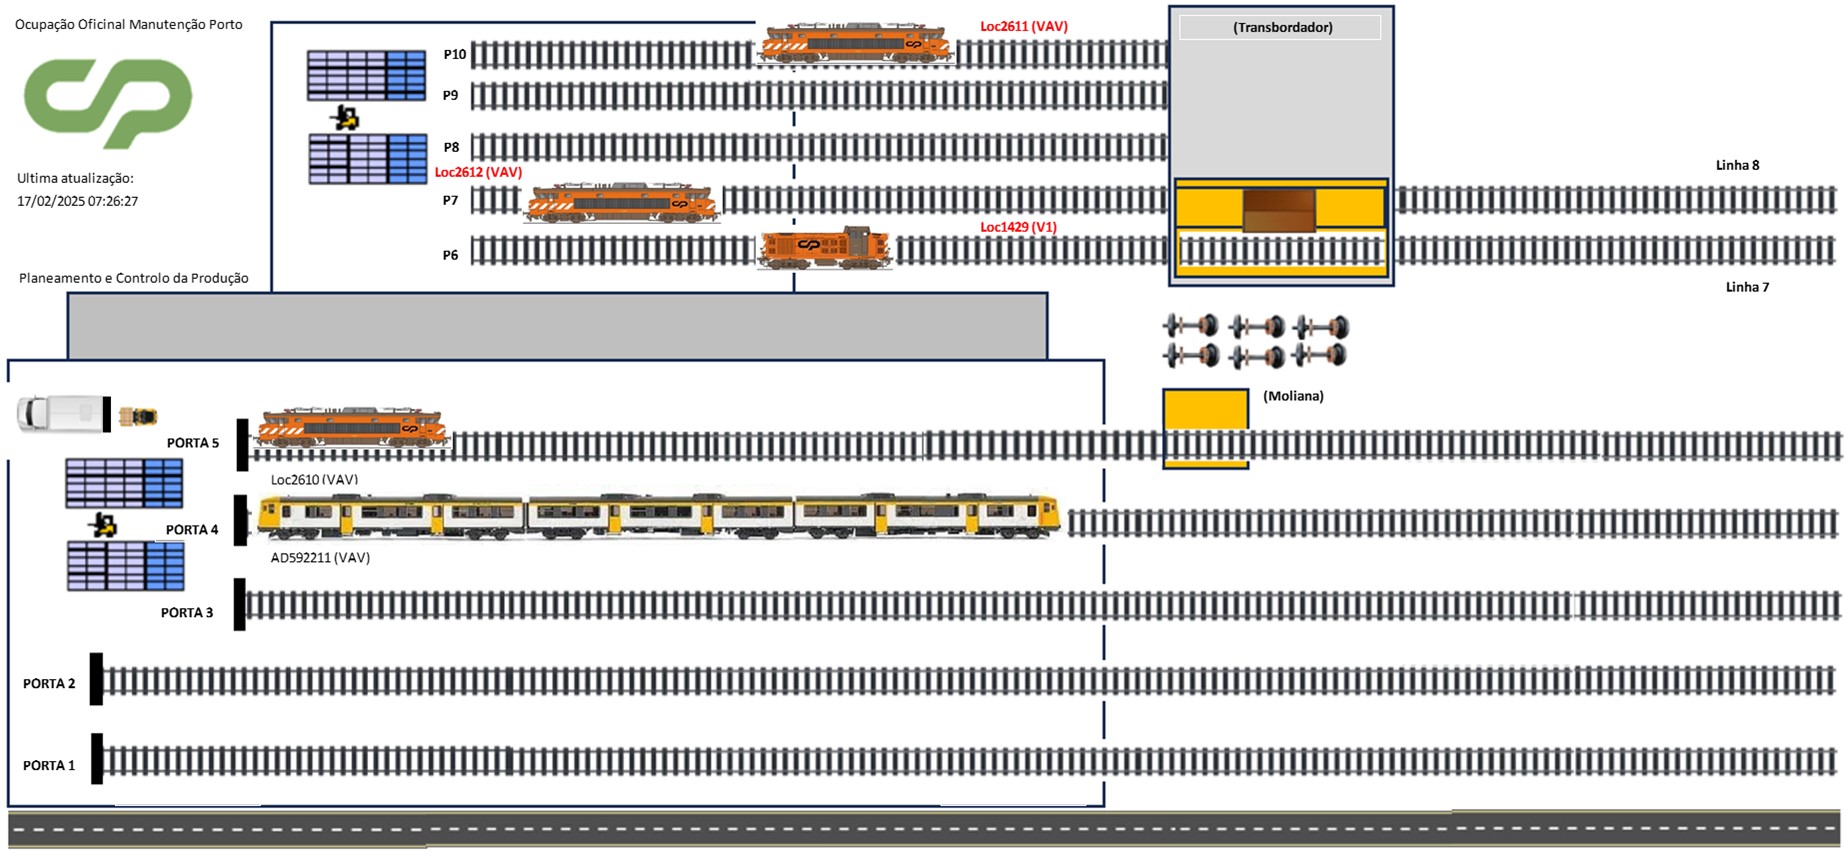 Ocupação Oficinal Manutenção Porto
Ultima atualização:
17/02/2025 07:26:27
Planeamento e Controlo da Produção
P10
Loc2611 (VAV)
(Transbordador)
P9
P8
Loc2612 (VAV)
P7
Linha 8
Loc1429 (V1)
P6
Linha 7
(Moliana)
PORTA 5
Loc2610 (VAV)
PORTA 4
AD592211 (VAV)
PORTA 3
PORTA 2
PORTA 1